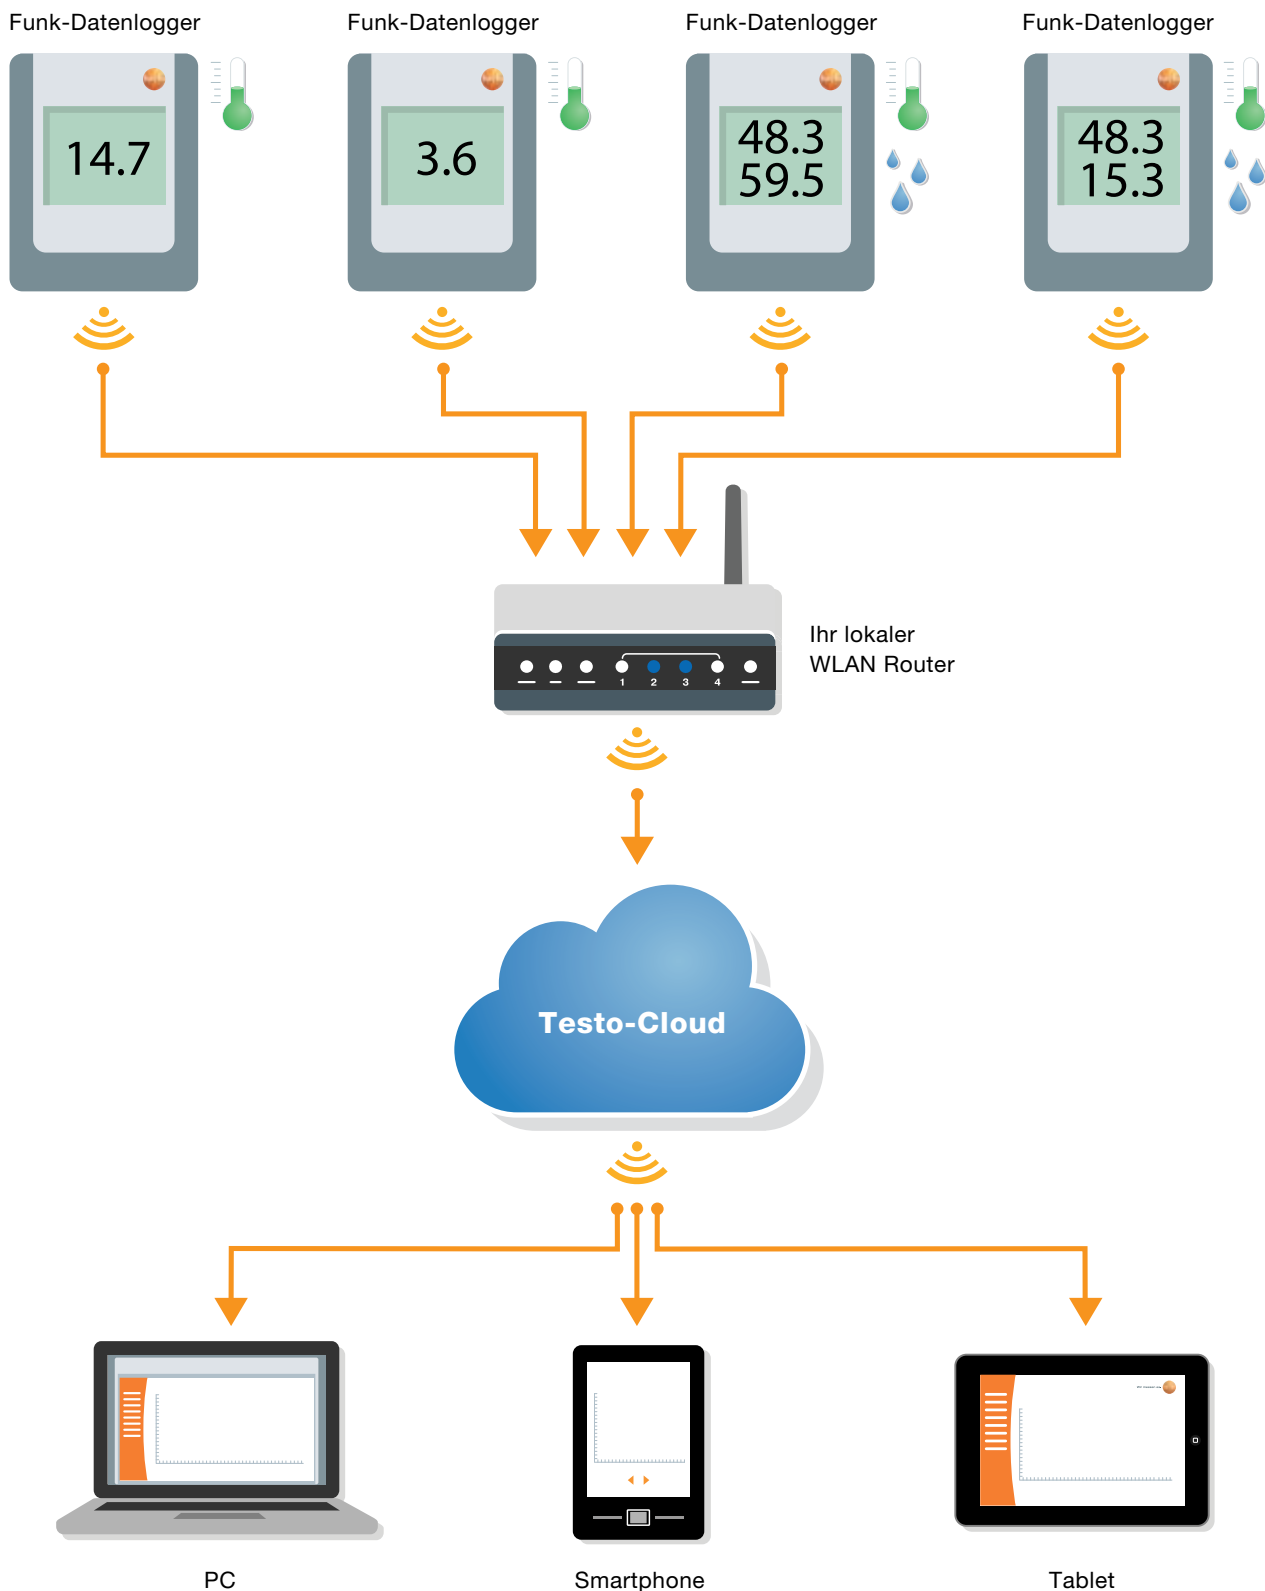 Funk-Datenlogger
Funk-Datenlogger
Funk-Datenlogger
Funk-Datenlogger
14.7
3.6
48.3
59.5
48.3
15.3
Ihr lokaler
WLAN Router
1 2 3 4
Testo-Cloud
PC
Smartphone
Tablet